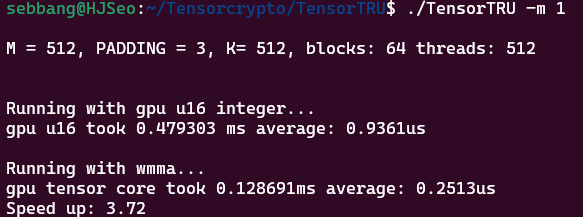 sebbang@HJSeo:~/Tensorcrypto/TensorTRU$ ./TensorTRU -m 1
M = 512, PADDING = 3, K= 512, blocks: 64 threads: 512
Running with gpu u16 integer...
gpu u16 took 0.479303 ms average: 0.9361us
Running with wmma...
gpu tensor core took 0.128691ms average: 0.2513us
Speed up: 3.72